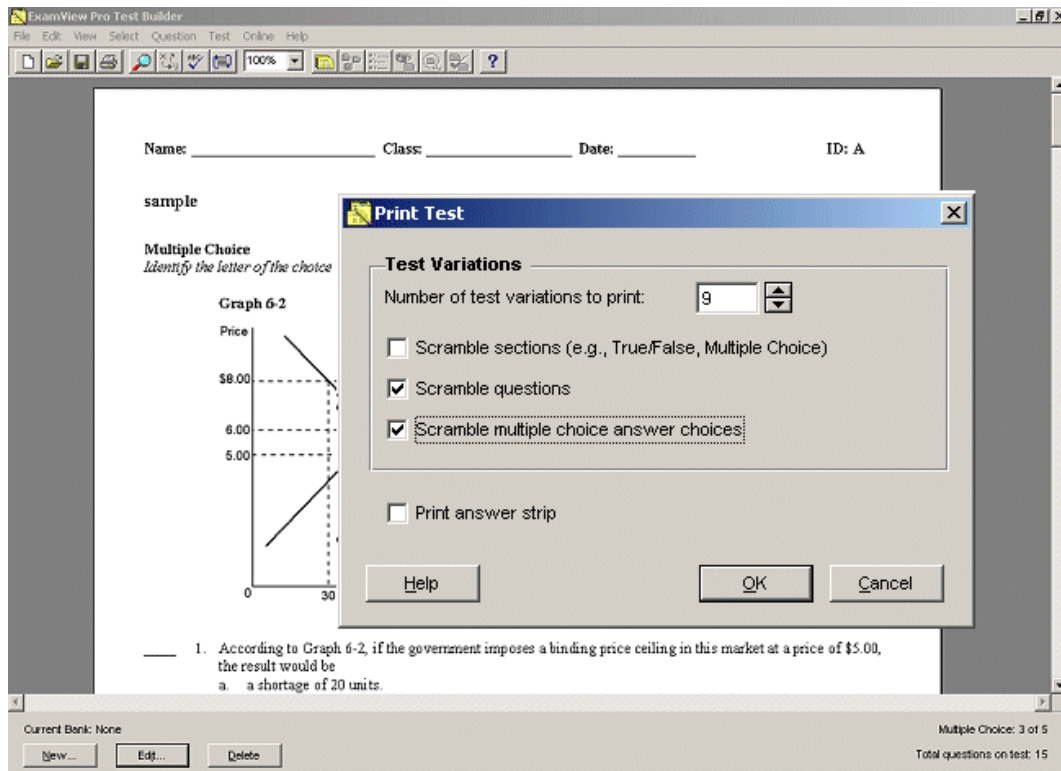 ExamView Pro Test Builder
File Edit View Select Question Test Online Help
100%
Name: Class: Date: ID: A
sample
Multiple Choice
Identify the letter of the choice
Graph 6-2
Price
$8.00
6.00
5.00
0 30
Print Test
Test Variations
Number of test variations to print: 9
Scramble sections (e.g., True/False, Multiple Choice)
Scramble questions
Scramble multiple choice answer choices
Print answer strip
Help OK Cancel
1. According to Graph 6-2, if the government imposes a binding price ceiling in this market at a price of $5.00,
the result would be
a. a shortage of 20 units.
Current Bank: None Multiple Choice: 3 of 5
New... Edit... Delete Total questions on test: 15